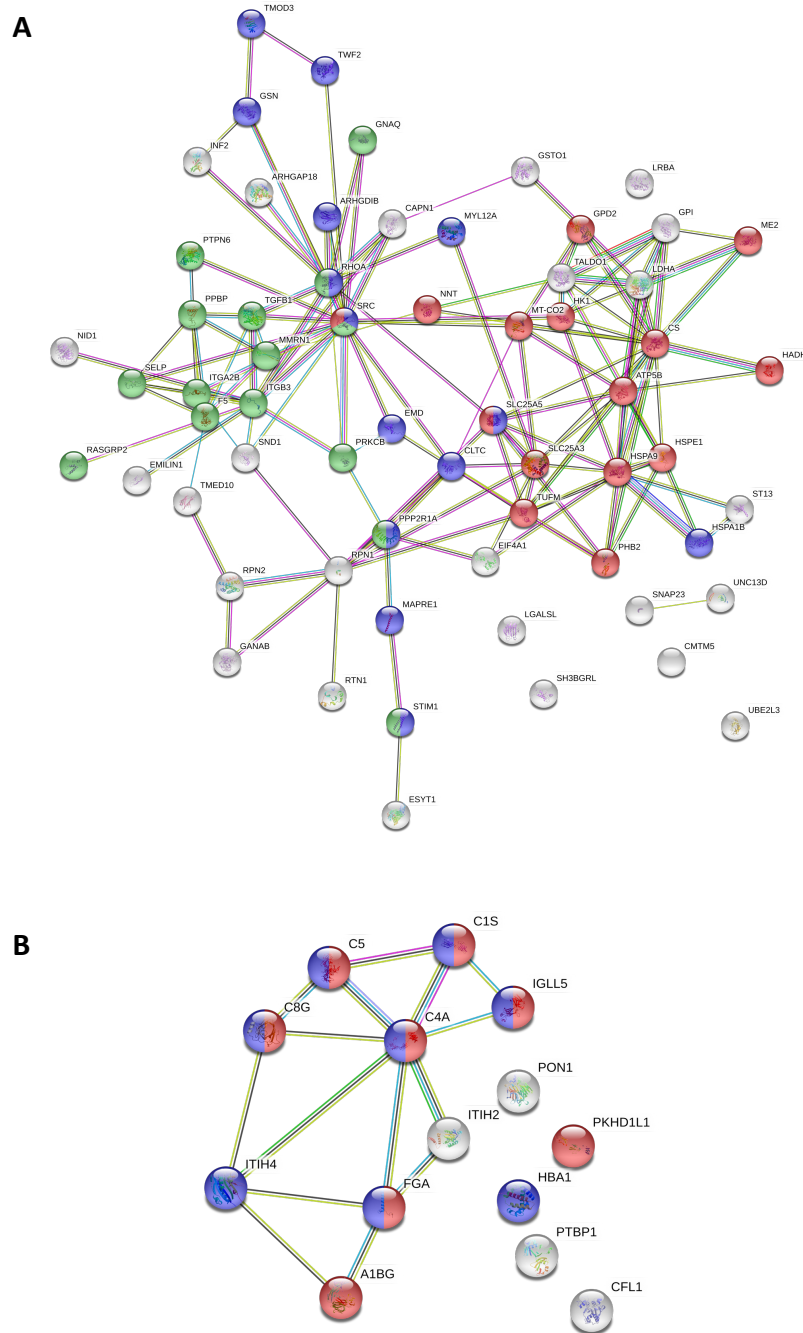 A
TMOD3
TWF2
GSN
GNAQ
INF2
GSTO1
LRBA
ARHGAP18
ARHGDIB
CAPN1
MYL12A
GPD2
GPI
ME2
PTPN6
RHOA
TALDO1
LDHA
PPBP
TGFB1
SRC
NNT
MT-CO2
HK1
CS
NID1
MMRN1
SELP
ITGA2B
ITGB3
ATP5B
F5
EMD
SLC25A5
RASGRP2
EMILIN1
SND1
PRKCB
CLTC
SLC25A3
HSPA9
HSPE1
TMED10
TUFM
ST13
PPP2R1A
HSPA1B
RPN2
RPN1
EIF4A1
PHB2
MAPRE1
LGALSL
SNAP23
UNC13D
GANAB
CMTM5
RTN1
SH3BGRL
STIM1
UBE2L3
ESYT1
B
C1S
C5
IGLL5
C8G
C4A
PON1
ITIH2
PKHD1L1
ITIH4
FGA
HBA1
PTBP1
A1BG
CFL1